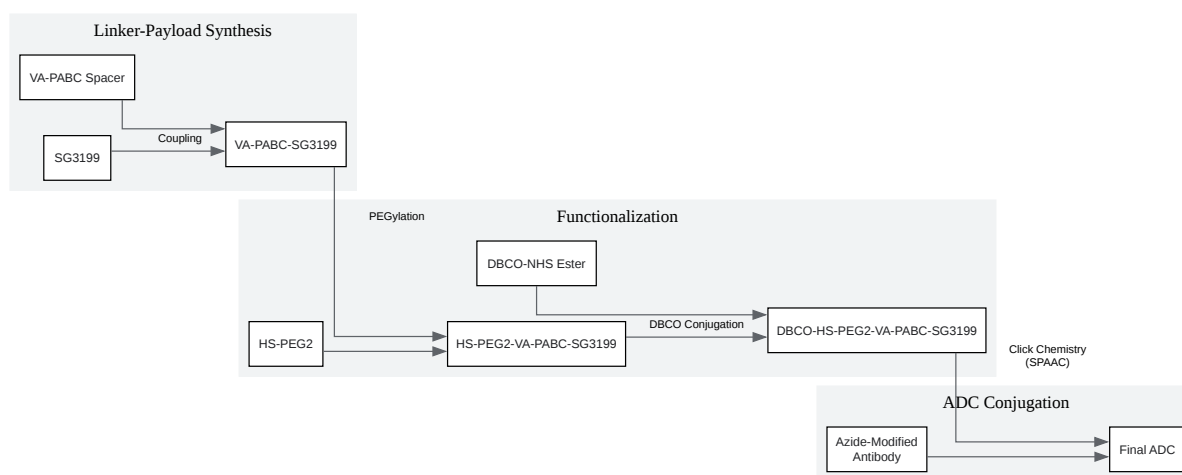 Linker-Payload Synthesis
VA-PABC Spacer
Coupling
SG3199
VA-PABC-SG3199
PEGylation
Functionalization
DBCO-NHS Ester
HS-PEG2
HS-PEG2-VA-PABC-SG3199
DBCO Conjugation
DBCO-HS-PEG2-VA-PABC-SG3199
Click Chemistry
(SPAAC)
ADC Conjugation
Azide-Modified
Antibody
Final ADC